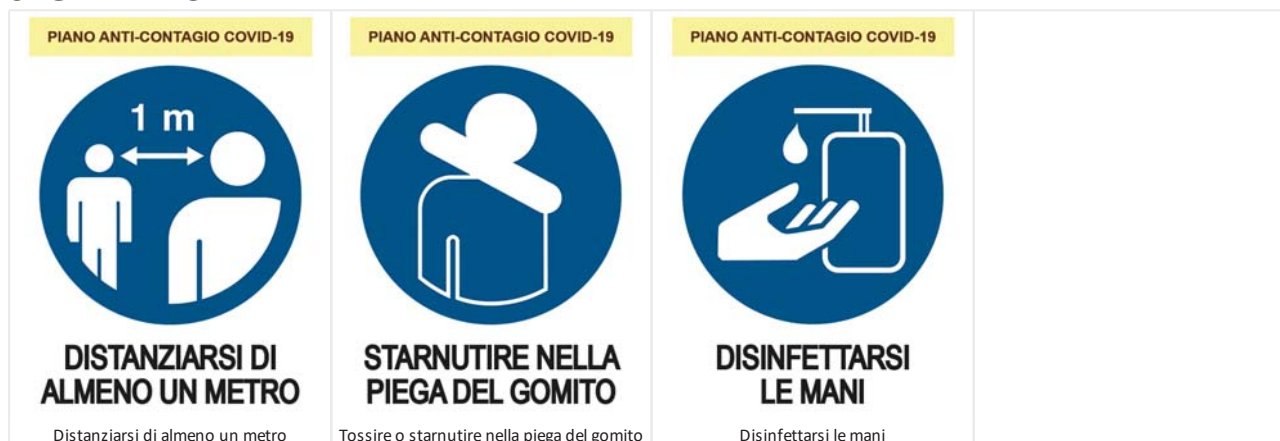 PIANO ANTI-CONTAGIO COVID-19
1 m
DISTANZIARSI DI
ALMENO UN METRO
Distanziarsi di almeno un metro
PIANO ANTI-CONTAGIO COVID-19
STARNUTIRE NELLA
PIEGA DEL GOMITO
Tossire o starnutire nella piega del gomito
PIANO ANTI-CONTAGIO COVID-19
DISINFETTARSI
LE MANI
Disinfettarsi le mani